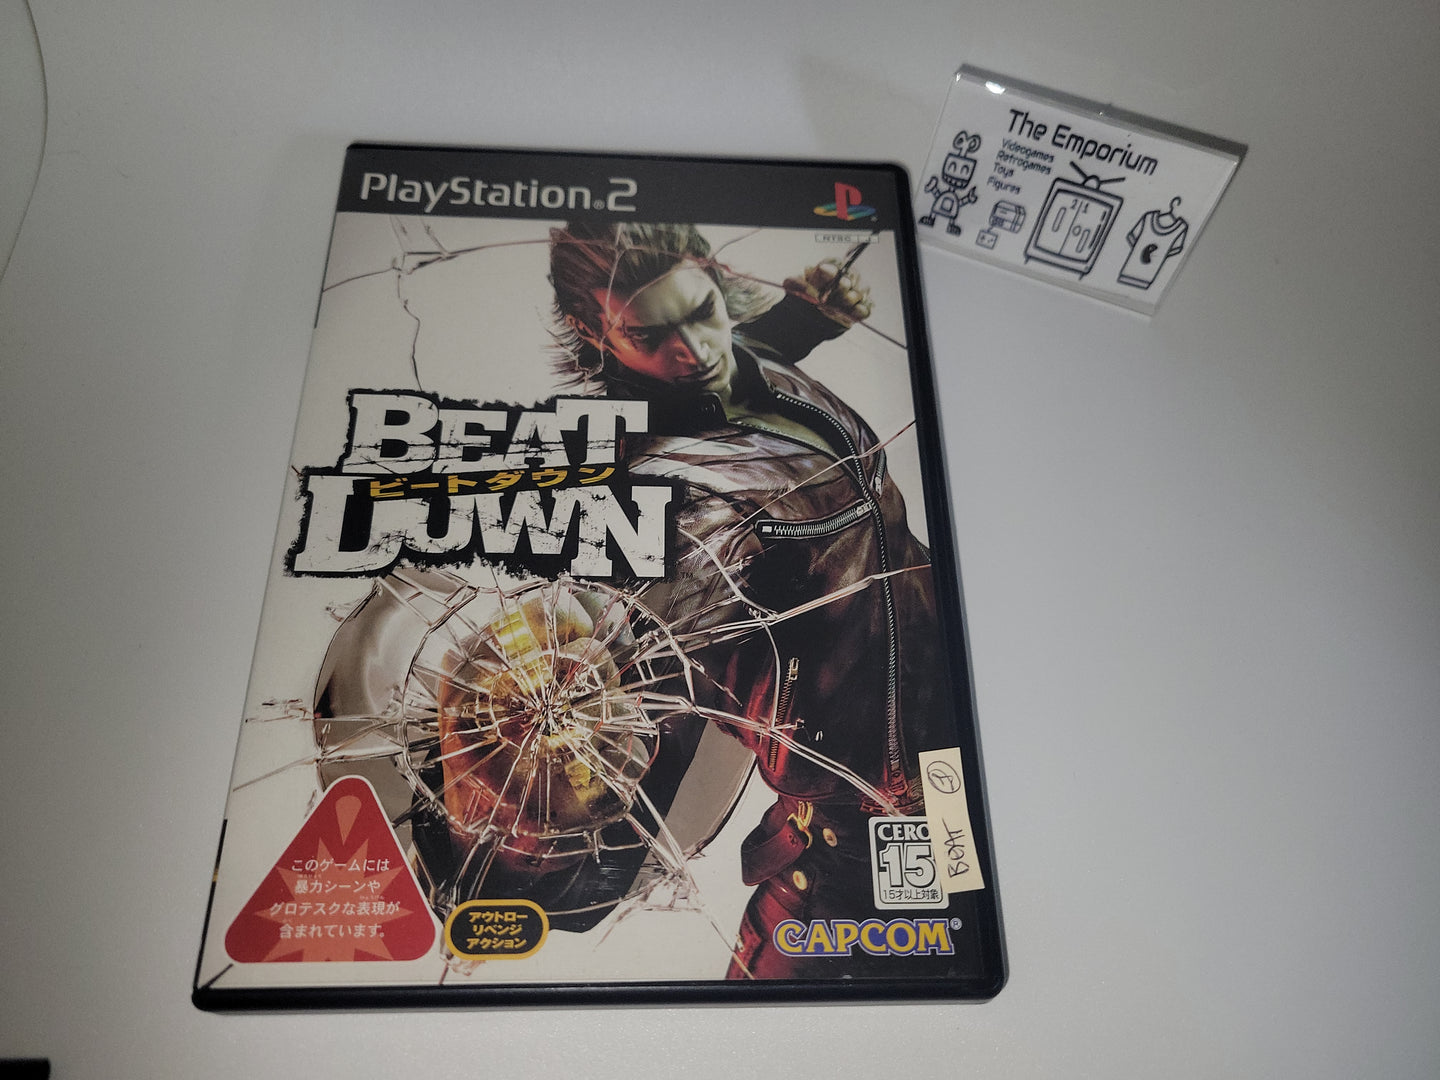 The Emporium
Videogames
Retrogames
Toys
Figures
PlayStation®2
NTSC J
BEAT
ビートダウン
DOWN
TM
このゲームには
暴力シーンや
グロテスクな表現が
含まれています。
アウトロー
リベンジ
アクション
CERO
15
15才以上対象
BEAT
CAPCOM®